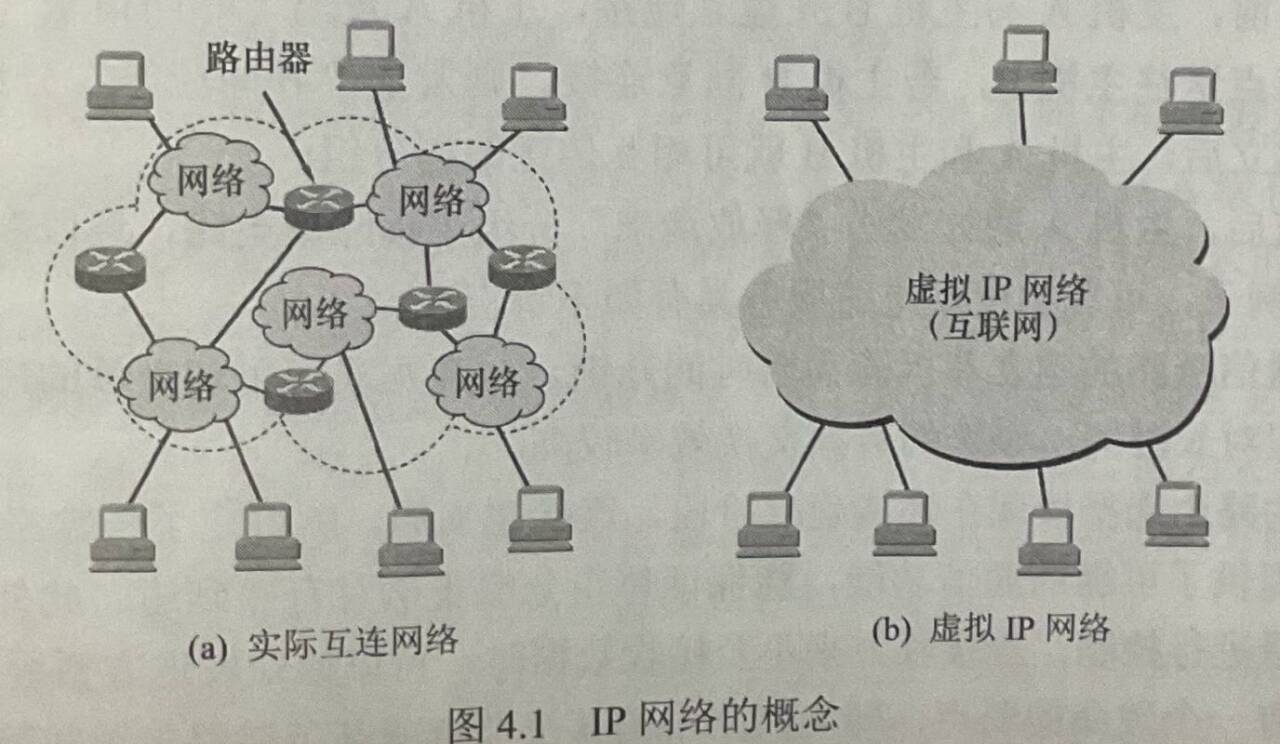 路由器
网络
网络
网络
网络
网络
虚拟 IP 网络
(互联网)
(a) 实际互连网络
(b) 虚拟 IP 网络
图 4.1 IP 网络的概念